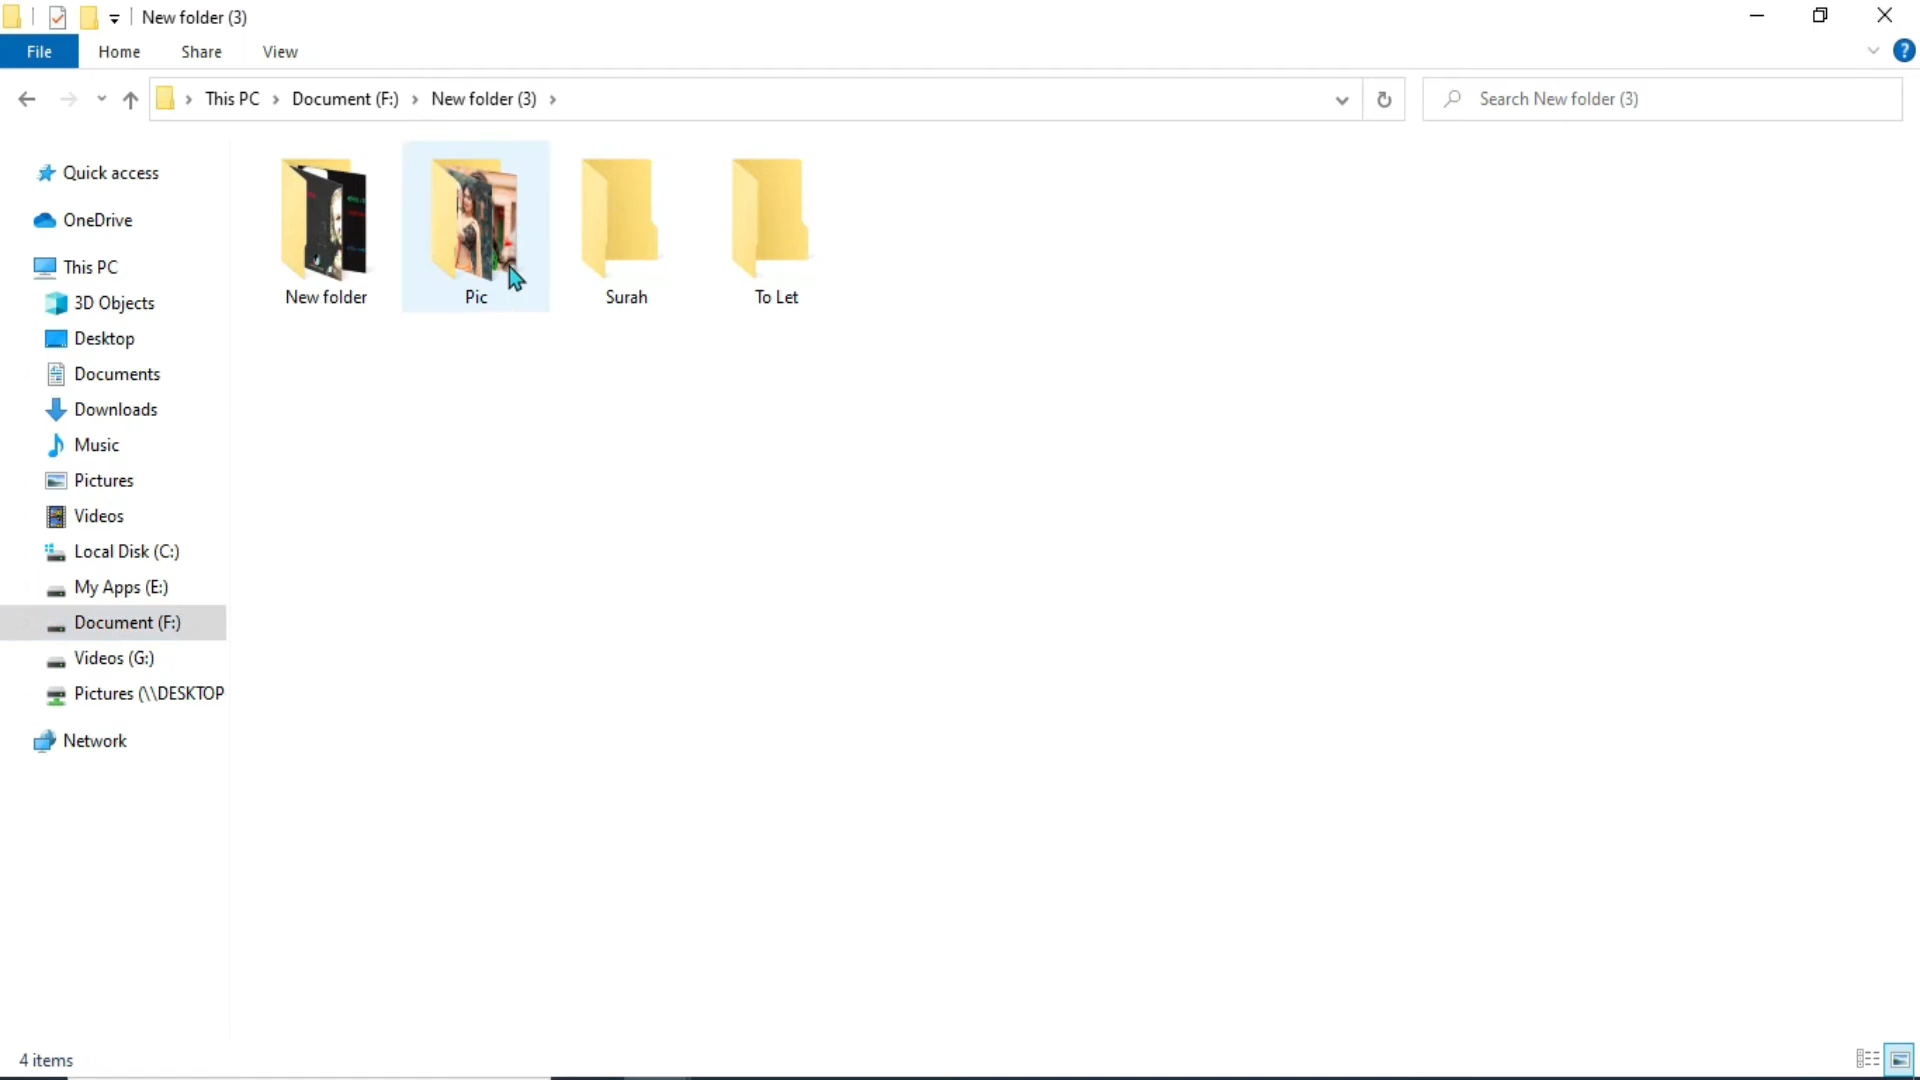 New folder (3)
File Home Share View
?
This PC Document (F:) New folder (3)
Search New folder (3)
Quick access
OneDrive
This PC
3D Objects
Desktop
Documents
Downloads
Music
Pictures
Videos
Local Disk (C:)
My Apps (E:)
Document (F:)
Videos (G:)
Pictures (\\DESKTOP
Network
New folder Pic Surah To Let
4 items